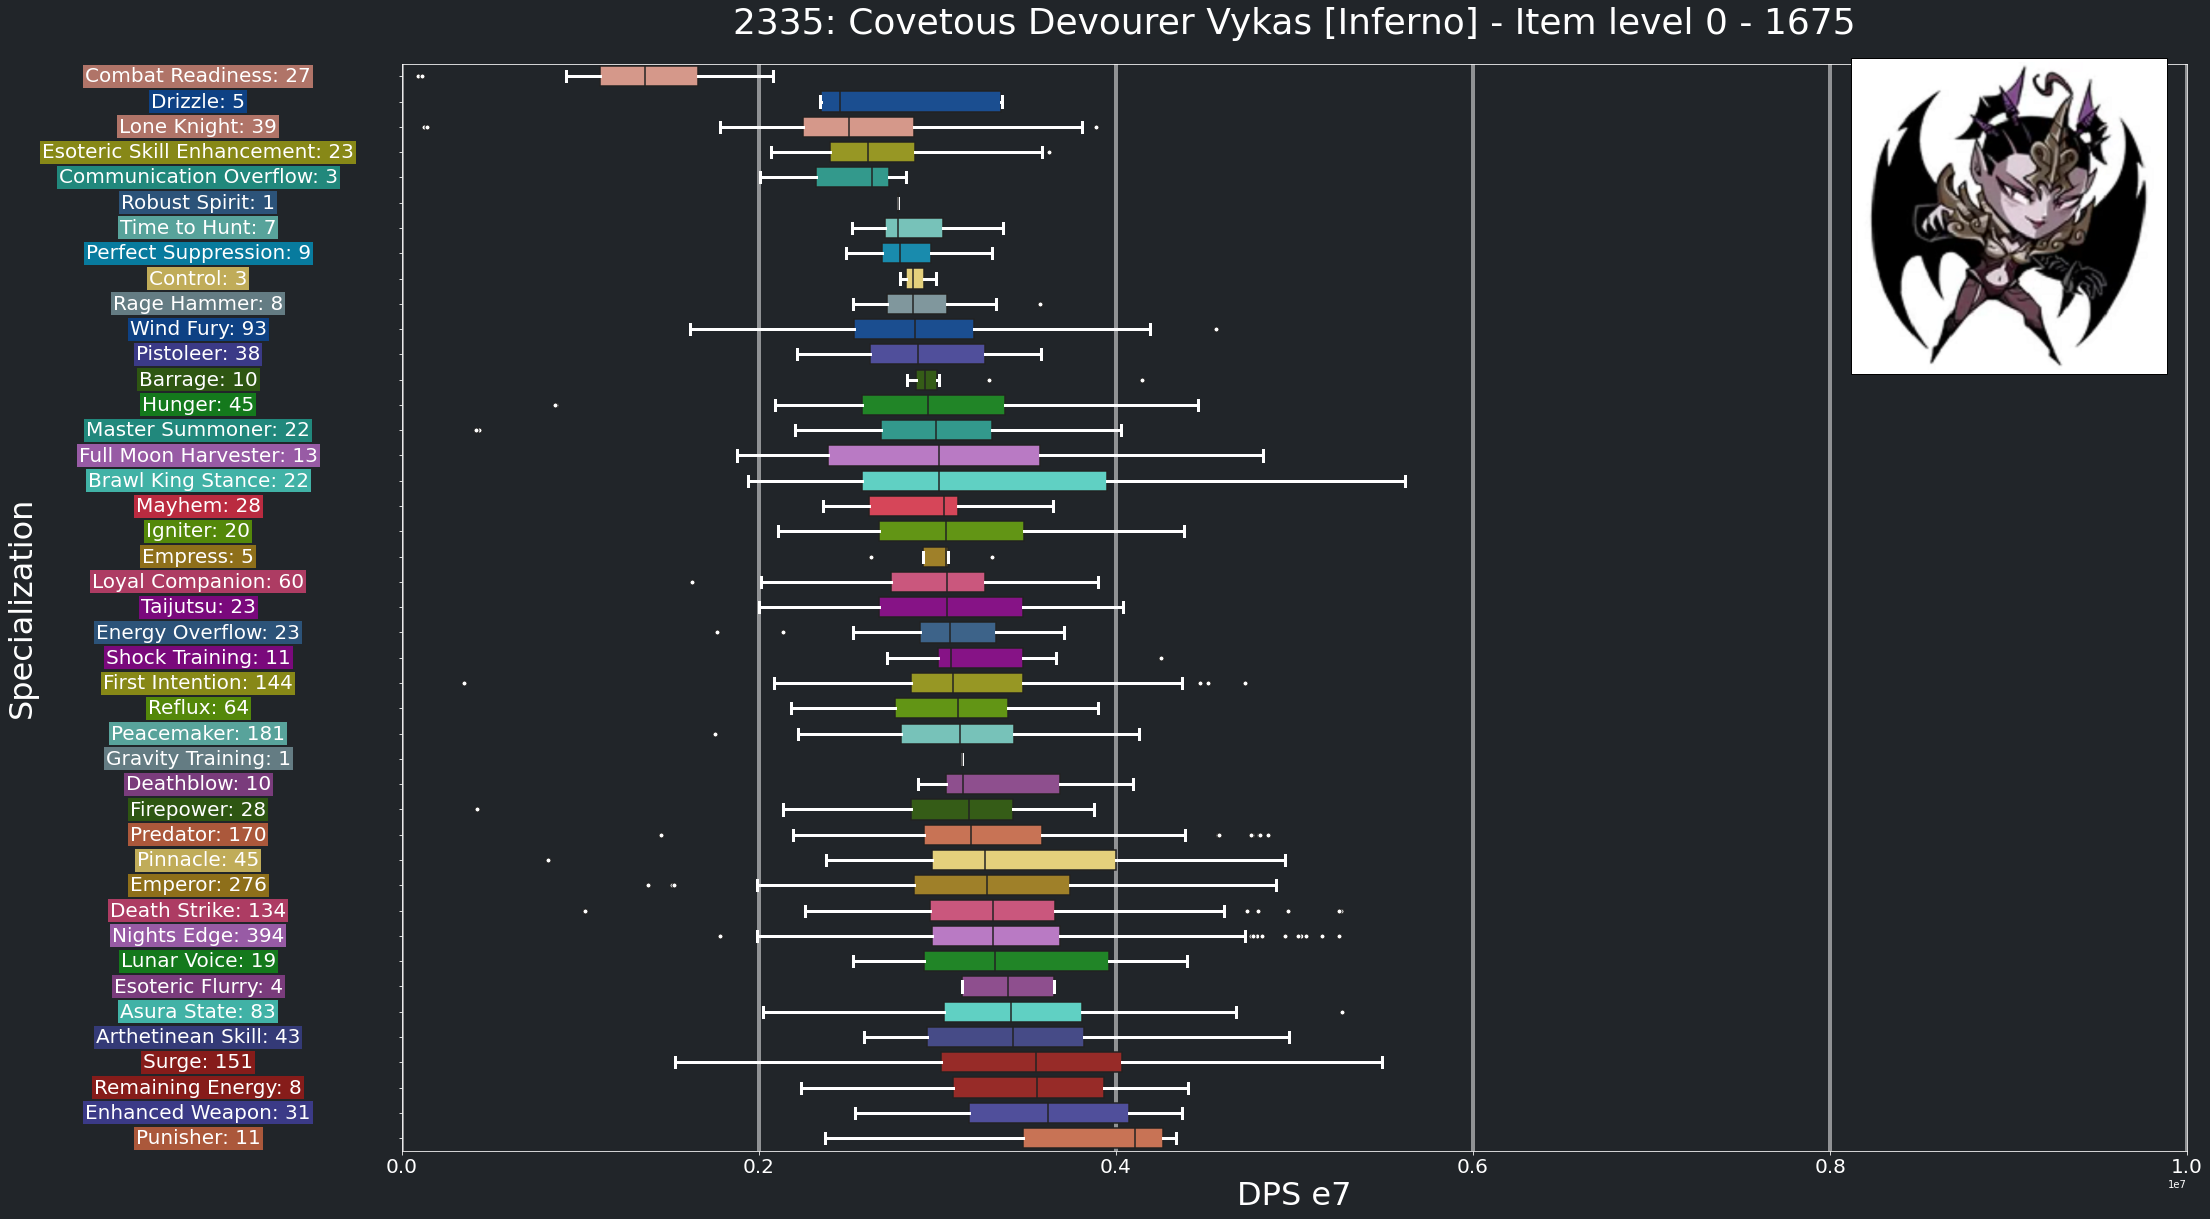 2335: Covetous Devourer Vykas [Inferno] - Item level 0 - 1675
Combat Readiness: 27
Drizzle: 5
Lone Knight: 39
Esoteric Skill Enhancement: 23
Communication Overflow: 3
Robust Spirit: 1
Time to Hunt: 7
Perfect Suppression: 9
Control: 3
Rage Hammer: 8
Wind Fury: 93
Pistoleer: 38
Barrage: 10
Hunger: 45
Master Summoner: 22
Full Moon Harvester: 13
Brawl King Stance: 22
Mayhem: 28
Igniter: 20
Empress: 5
Loyal Companion: 60
Taijutsu: 23
Energy Overflow: 23
Shock Training: 11
First Intention: 144
Reflux: 64
Peacemaker: 181
Gravity Training: 1
Deathblow: 10
Firepower: 28
Predator: 170
Pinnacle: 45
Emperor: 276
Death Strike: 134
Nights Edge: 394
Lunar Voice: 19
Esoteric Flurry: 4
Asura State: 83
Arthetinean Skill: 43
Surge: 151
Remaining Energy: 8
Enhanced Weapon: 31
Punisher: 11
Specialization
0.0 0.2 0.4 0.6 0.8 1.0
1e7
DPS e7